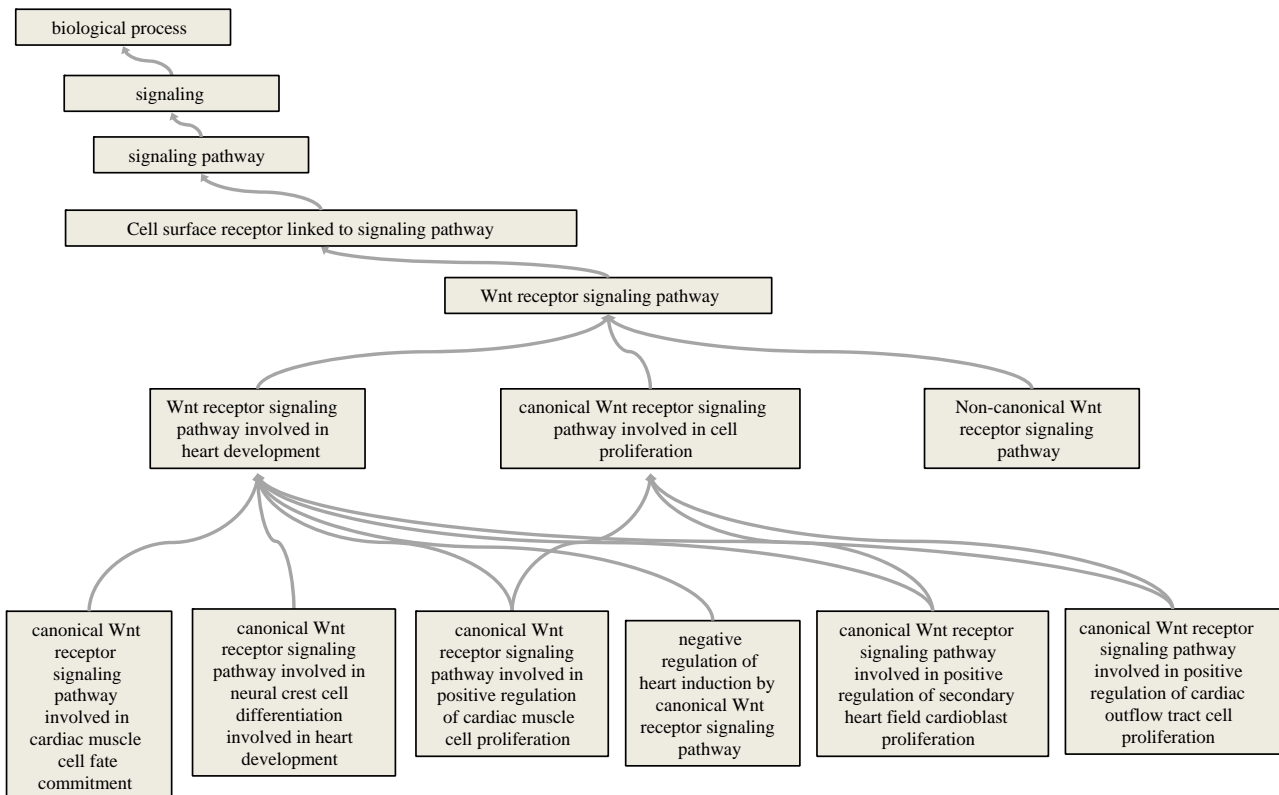 biological process
signaling
signaling pathway
Cell surface receptor linked to signaling pathway
Wnt receptor signaling pathway
Wnt receptor signaling
pathway involved in
heart development
canonical Wnt receptor signaling
pathway involved in cell
proliferation
Non-canonical Wnt
receptor signaling
pathway
canonical Wnt
receptor
signaling
pathway
involved in
cardiac muscle
cell fate
commitment
canonical Wnt
receptor signaling
pathway involved in
neural crest cell
differentiation
involved in heart
development
canonical Wnt
receptor signaling
pathway involved in
positive regulation
of cardiac muscle
cell proliferation
negative
regulation of
heart induction by
canonical Wnt
receptor signaling
pathway
canonical Wnt receptor
signaling pathway
involved in positive
regulation of secondary
heart field cardioblast
proliferation
canonical Wnt receptor
signaling pathway
involved in positive
regulation of cardiac
outflow tract cell
proliferation